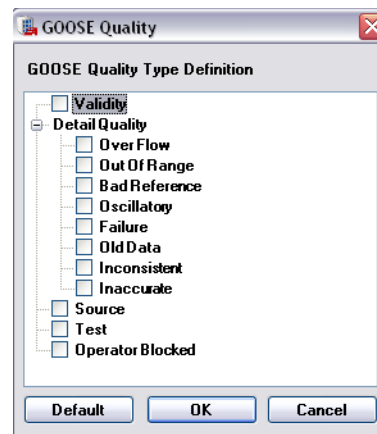 GOOSE Quality
GOOSE Quality Type Definition
Validity
Detail Quality
Over Flow
Out Of Range
Bad Reference
Oscillatory
Failure
Old Data
Inconsistent
Inaccurate
Source
Test
Operator Blocked
Default OK Cancel